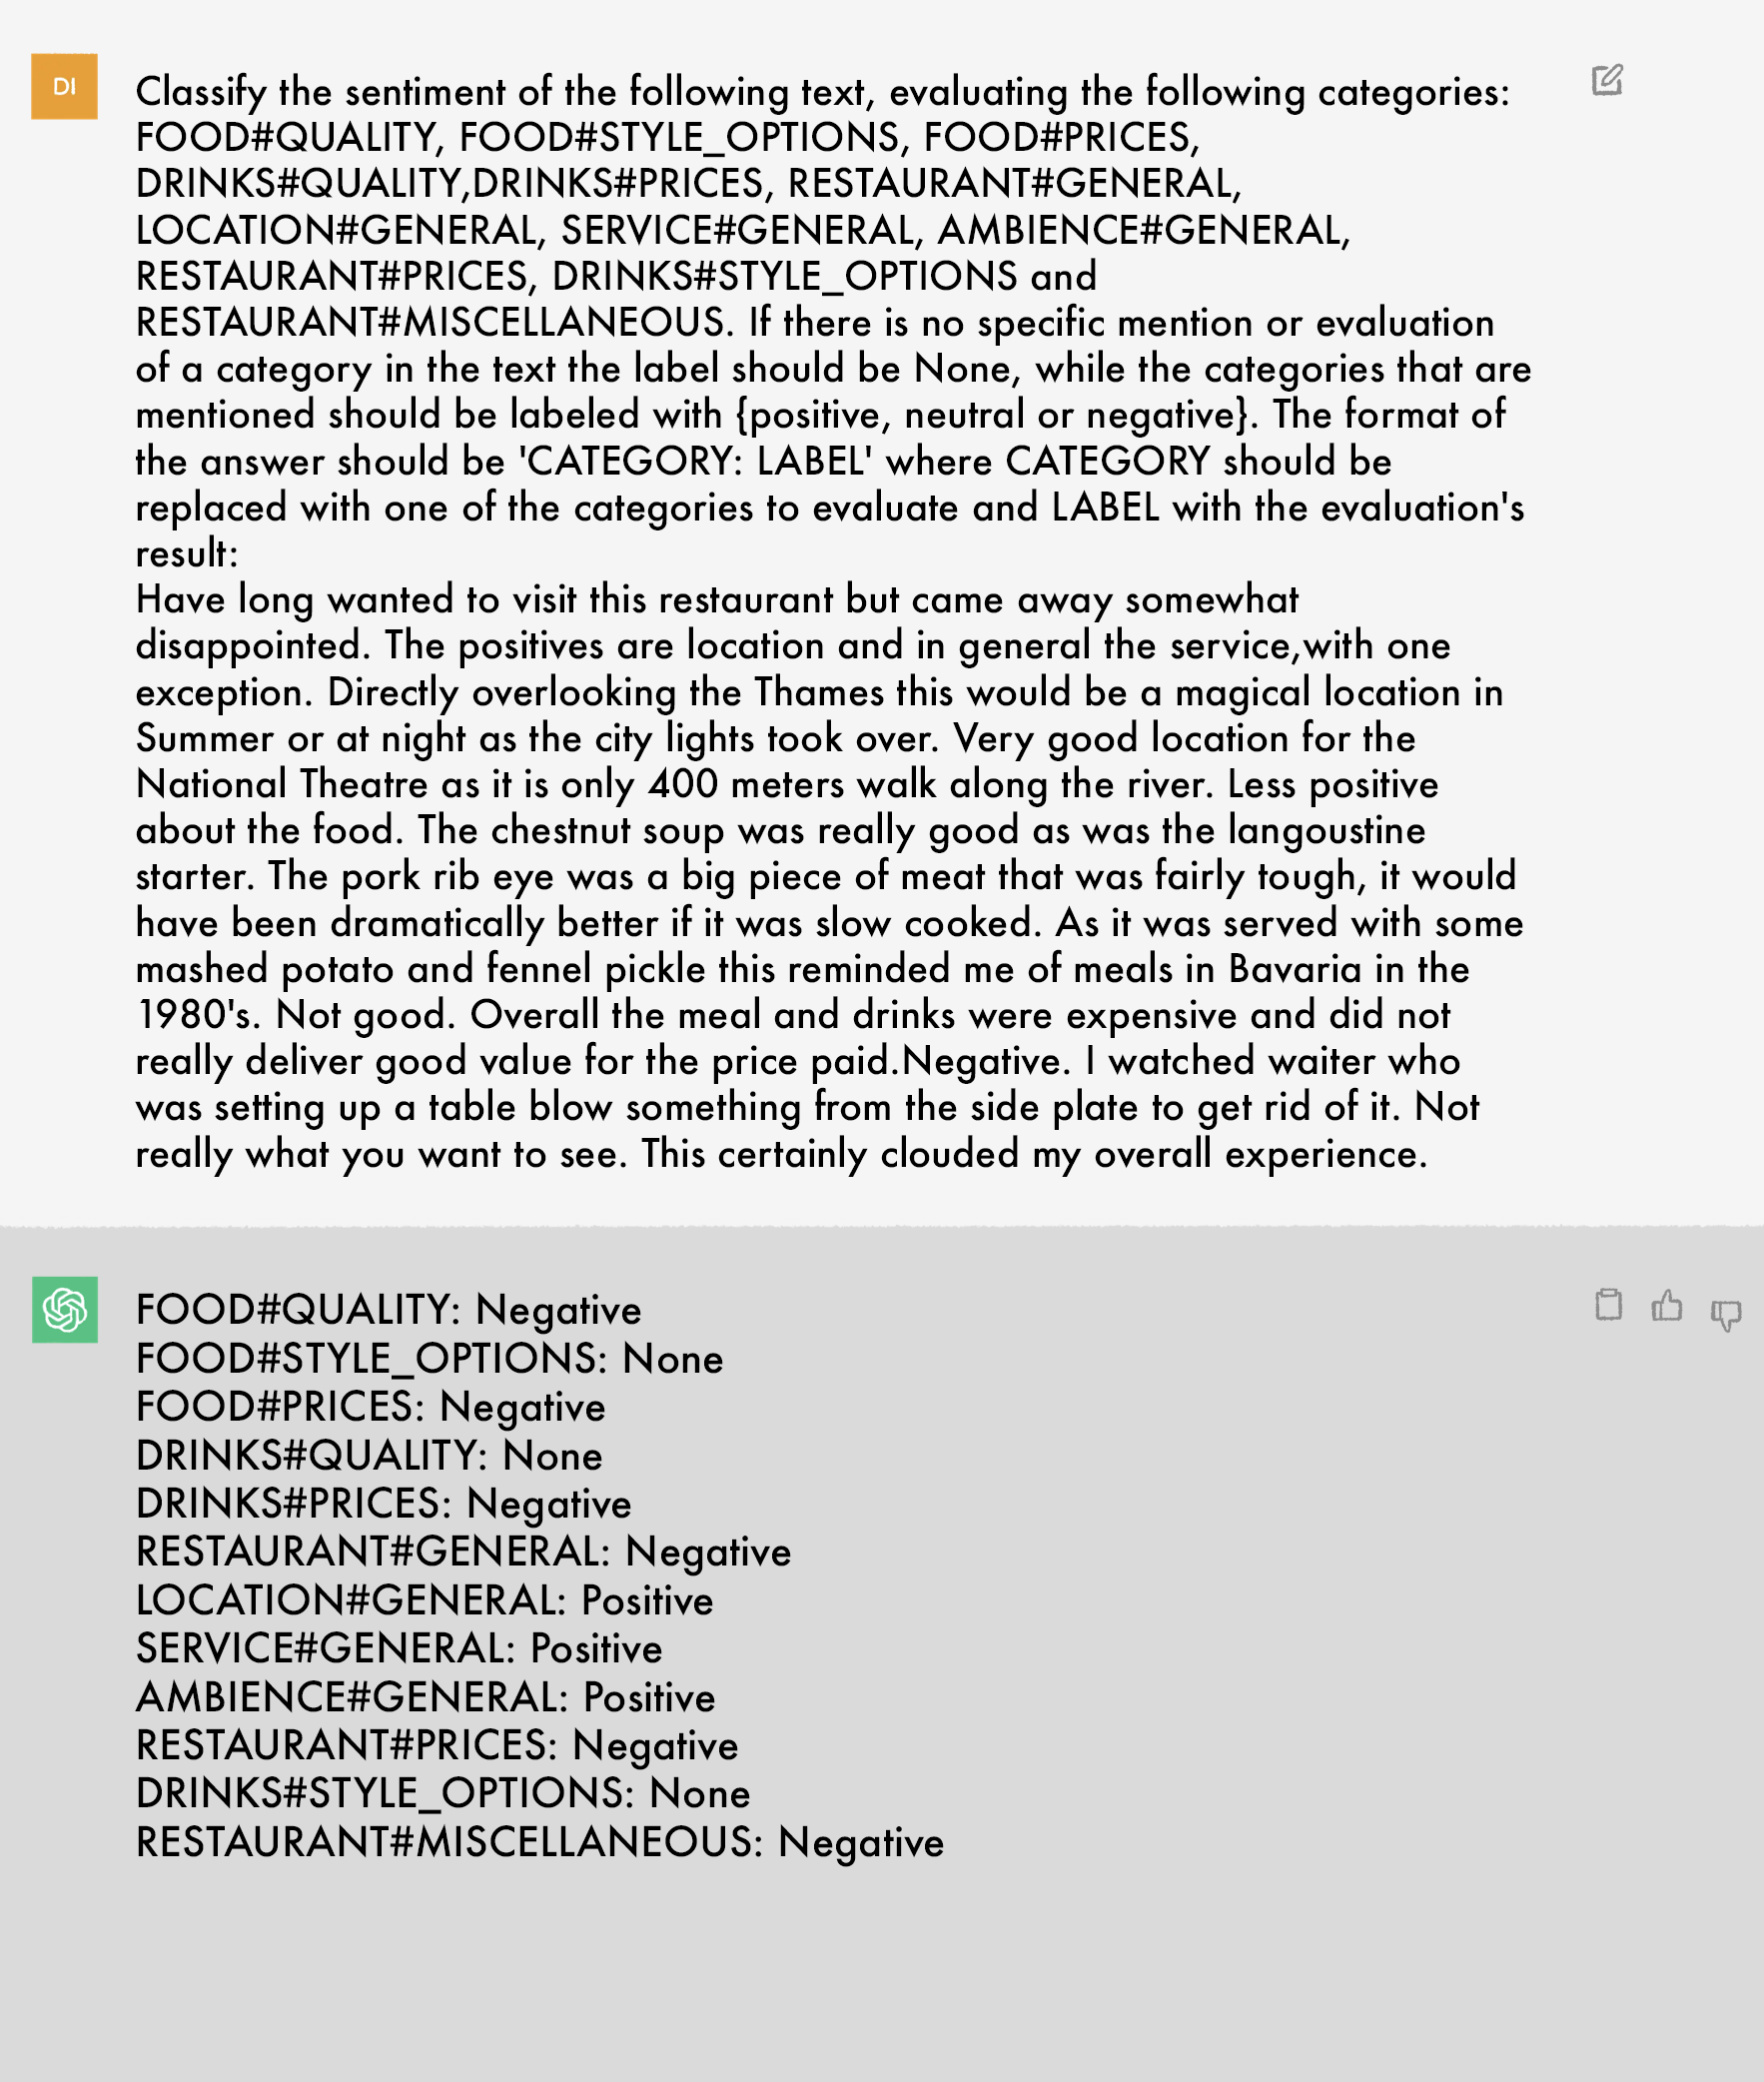 DI
Classify the sentiment of the following text, evaluating the following categories:
FOOD#QUALITY, FOOD#STYLE_OPTIONS, FOOD#PRICES,
DRINKS#QUALITY,DRINKS#PRICES, RESTAURANT#GENERAL,
LOCATION#GENERAL, SERVICE#GENERAL, AMBIENCE#GENERAL,
RESTAURANT#PRICES, DRINKS#STYLE_OPTIONS and
RESTAURANT#MISCELLANEOUS. If there is no specific mention or evaluation
of a category in the text the label should be None, while the categories that are
mentioned should be labeled with {positive, neutral or negative}. The format of
the answer should be 'CATEGORY: LABEL' where CATEGORY should be
replaced with one of the categories to evaluate and LABEL with the evaluation's
result:
Have long wanted to visit this restaurant but came away somewhat
disappointed. The positives are location and in general the service,with one
exception. Directly overlooking the Thames this would be a magical location in
Summer or at night as the city lights took over. Very good location for the
National Theatre as it is only 400 meters walk along the river. Less positive
about the food. The chestnut soup was really good as was the langoustine
starter. The pork rib eye was a big piece of meat that was fairly tough, it would
have been dramatically better if it was slow cooked. As it was served with some
mashed potato and fennel pickle this reminded me of meals in Bavaria in the
1980's. Not good. Overall the meal and drinks were expensive and did not
really deliver good value for the price paid.Negative. I watched waiter who
was setting up a table blow something from the side plate to get rid of it. Not
really what you want to see. This certainly clouded my overall experience.
FOOD#QUALITY: Negative
FOOD#STYLE_OPTIONS: None
FOOD#PRICES: Negative
DRINKS#QUALITY: None
DRINKS#PRICES: Negative
RESTAURANT#GENERAL: Negative
LOCATION#GENERAL: Positive
SERVICE#GENERAL: Positive
AMBIENCE#GENERAL: Positive
RESTAURANT#PRICES: Negative
DRINKS#STYLE_OPTIONS: None
RESTAURANT#MISCELLANEOUS: Negative